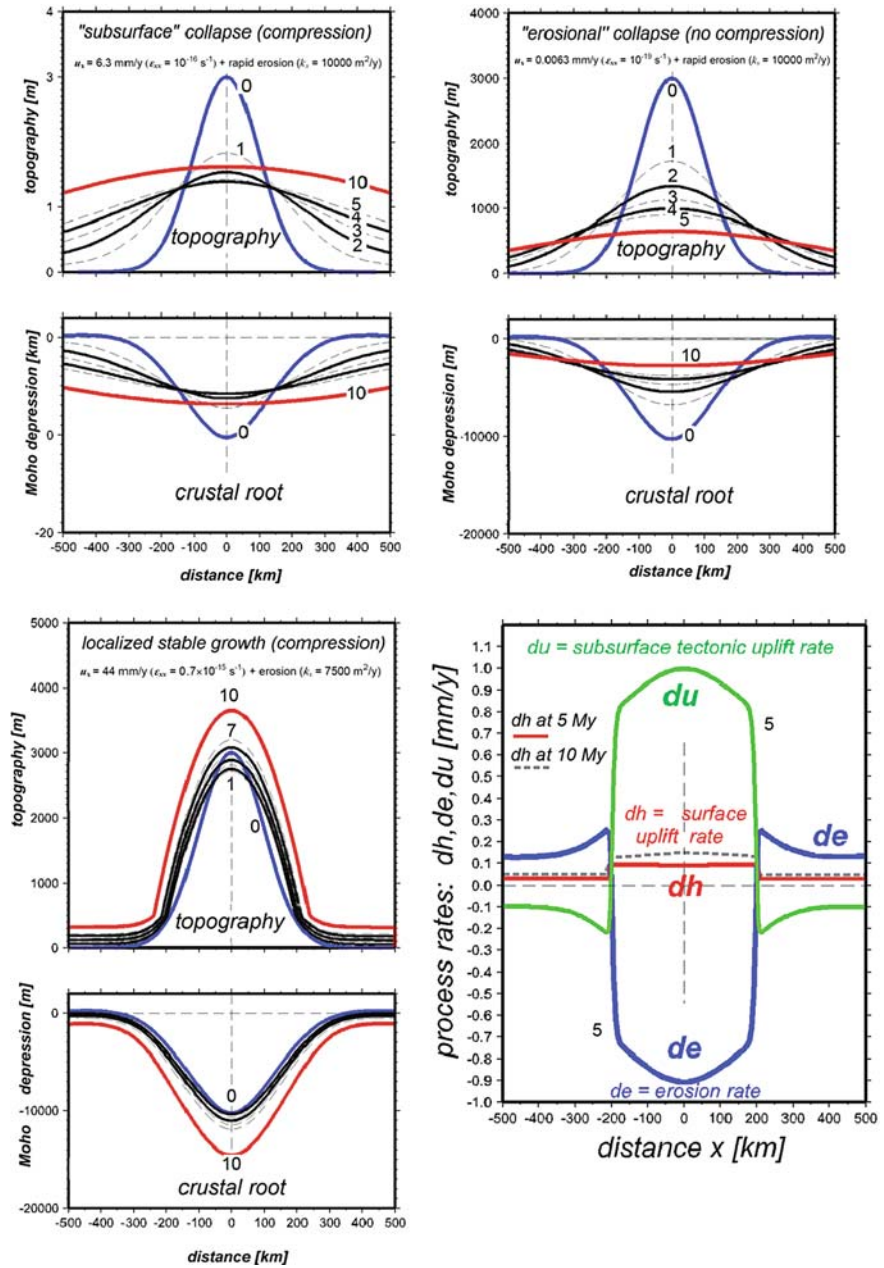 "subsurface" collapse (compression)
uₓ = 6.3 mm/y (εₓₓ = 10⁻¹⁶ s⁻¹) + rapid erosion (kₛ = 10000 m²/y)
topography [m]
3
2
1
0
0
1
10
5
4
3
2
topography
Moho depression [km]
0
0
-20
10
0
crustal root
-500 -400 -300 -200 -100 0 100 200 300 400 500
distance [km]
"erosional" collapse (no compression)
uₓ = 0.0063 mm/y (εₓₓ = 10⁻¹⁹ s⁻¹) + rapid erosion (kₛ = 10000 m²/y)
topography [m]
4000
3000
2000
1000
0
0
1
2
3
4
5
10
topography
Moho depression [m]
0
-10000
-20000
10
0
crustal root
-500 -400 -300 -200 -100 0 100 200 300 400 500
distance [km]
localized stable growth (compression)
uₓ = 44 mm/y (εₓₓ = 0.7×10⁻¹⁵ s⁻¹) + erosion (kₛ = 7500 m²/y)
topography [m]
5000
4000
3000
2000
1000
0
10
7
1
0
topography
Moho depression [m]
0
-10000
-20000
0
10
crustal root
-500 -400 -300 -200 -100 0 100 200 300 400 500
distance [km]
process rates: dh,de,du [mm/y]
1.1
1.0
0.9
0.8
0.7
0.6
0.5
0.4
0.3
0.2
0.1
0.0
-0.1
-0.2
-0.3
-0.4
-0.5
-0.6
-0.7
-0.8
-0.9
-1.0
du = subsurface tectonic uplift rate
du
5
dh at 5 My
dh at 10 My
dh = surface
uplift rate
de
dh
5
de
de = erosion rate
-500 -400 -300 -200 -100 0 100 200 300 400 500
distance x [km]